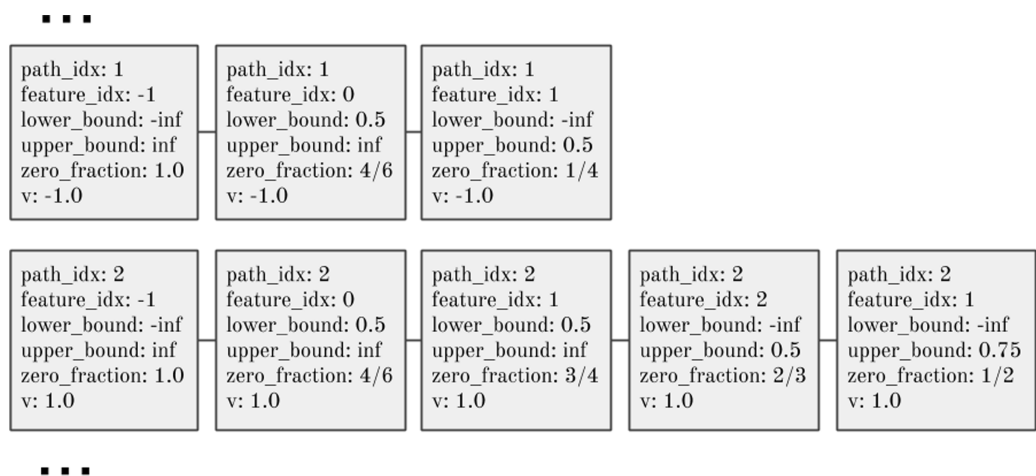 ...
path_idx: 1
feature_idx: -1
lower_bound: -inf
upper_bound: inf
zero_fraction: 1.0
v: -1.0
path_idx: 1
feature_idx: 0
lower_bound: 0.5
upper_bound: inf
zero_fraction: 4/6
v: -1.0
path_idx: 1
feature_idx: 1
lower_bound: -inf
upper_bound: 0.5
zero_fraction: 1/4
v: -1.0
path_idx: 2
feature_idx: -1
lower_bound: -inf
upper_bound: inf
zero_fraction: 1.0
v: 1.0
path_idx: 2
feature_idx: 0
lower_bound: 0.5
upper_bound: inf
zero_fraction: 4/6
v: 1.0
path_idx: 2
feature_idx: 1
lower_bound: 0.5
upper_bound: inf
zero_fraction: 3/4
v: 1.0
path_idx: 2
feature_idx: 2
lower_bound: -inf
upper_bound: 0.5
zero_fraction: 2/3
v: 1.0
path_idx: 2
feature_idx: 1
lower_bound: -inf
upper_bound: 0.75
zero_fraction: 1/2
v: 1.0
...